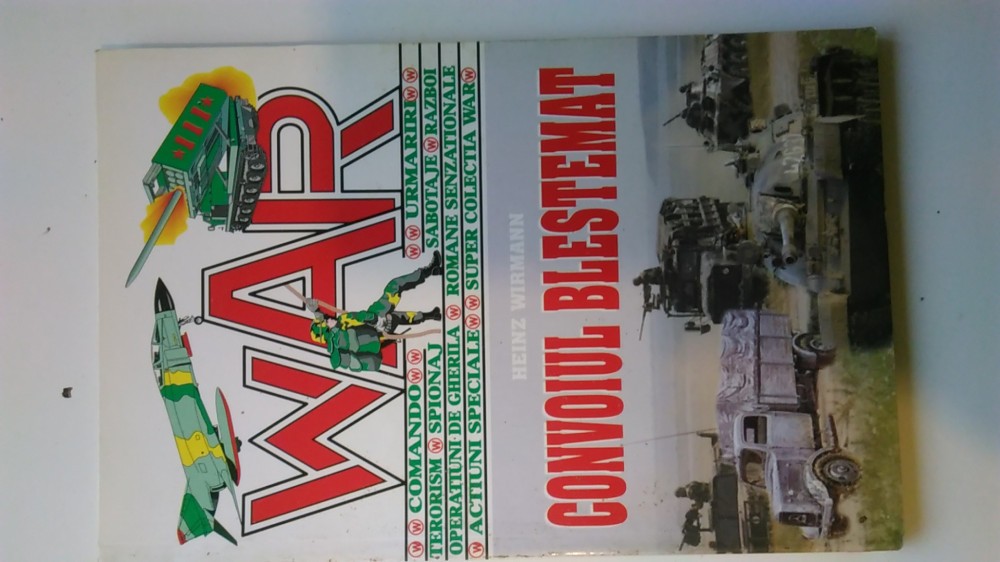 WAR
Ⓦ Ⓦ COMANDO Ⓦ Ⓦ Ⓦ Ⓦ URMARIRI Ⓦ Ⓦ
TERORISM Ⓦ SPIONAJ SABOTAJE Ⓦ RAZBOI
OPERATIUNI DE GHERILA Ⓦ ROMANE SENZATIONALE
Ⓦ ACTIUNI SPECIALE Ⓦ Ⓦ SUPER COLECTIA WAR Ⓦ
HEINZ WIRMANN
CONVOIUL BLESTEMAT